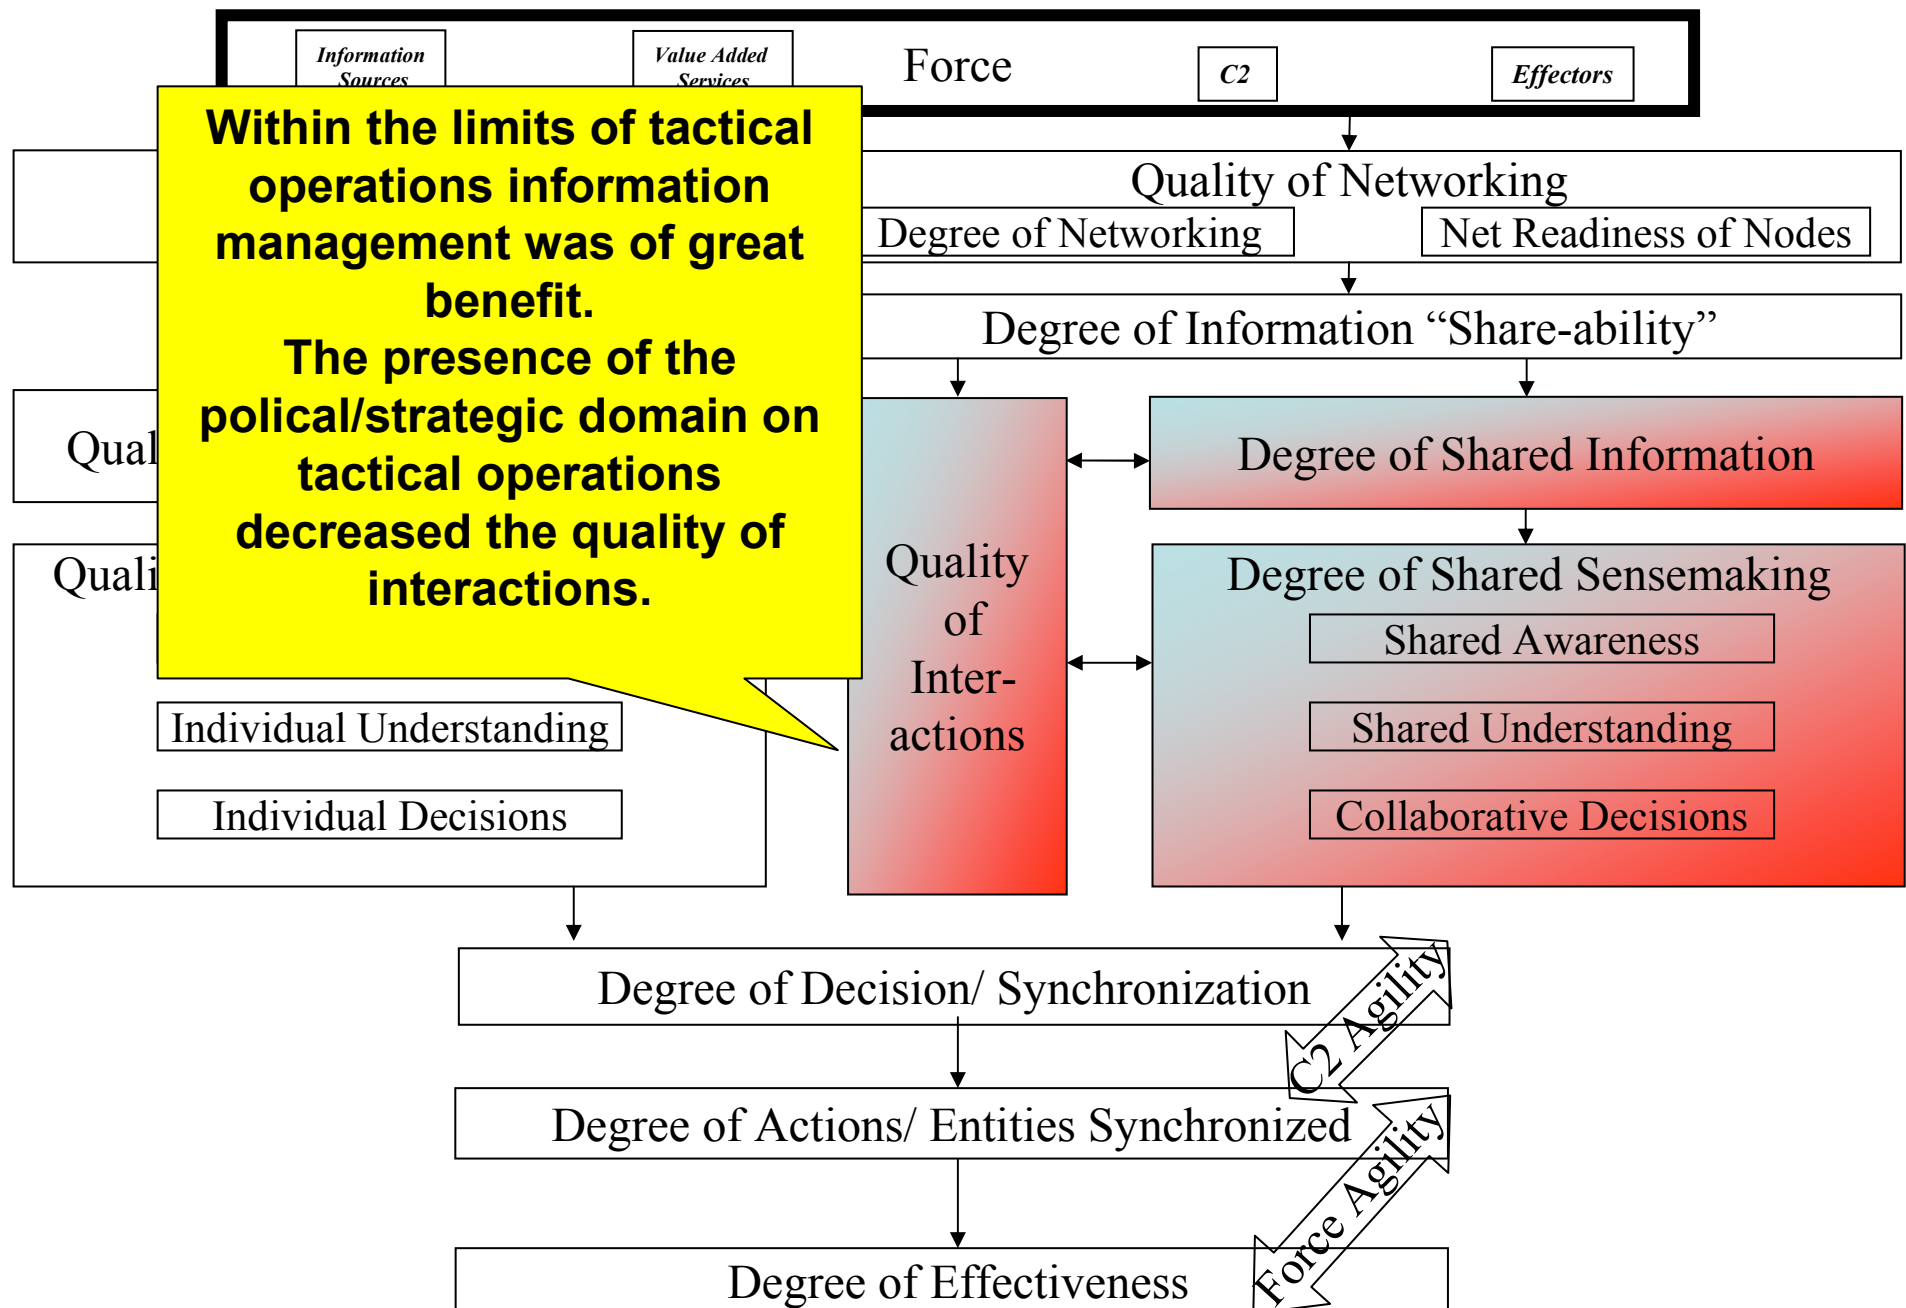 Information
Sources
Value Added
Services
Force
C2
Effectors
Within the limits of tactical
operations information
management was of great
benefit.
The presence of the
polical/strategic domain on
tactical operations
decreased the quality of
interactions.
Quality of Networking
Degree of Networking
Net Readiness of Nodes
Degree of Information “Share-ability”
Qual
Degree of Shared Information
Quali
Individual Understanding
Individual Decisions
Quality
of
Inter-
actions
Degree of Shared Sensemaking
Shared Awareness
Shared Understanding
Collaborative Decisions
Degree of Decision/ Synchronization
C2 Agility
Degree of Actions/ Entities Synchronized
Force Agility
Degree of Effectiveness